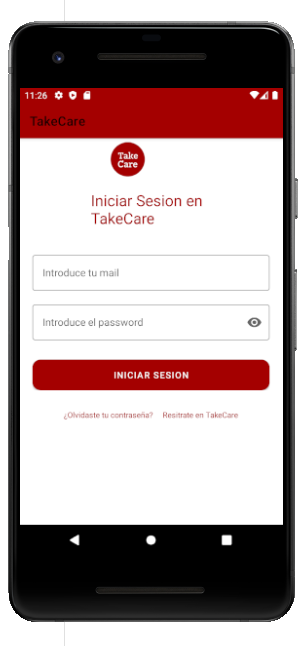 11:26
TakeCare
Take
Care
Iniciar Sesion en
TakeCare
Introduce tu mail
Introduce el password
INICIAR SESION
¿Olvidaste tu contraseña? Resitrate en TakeCare